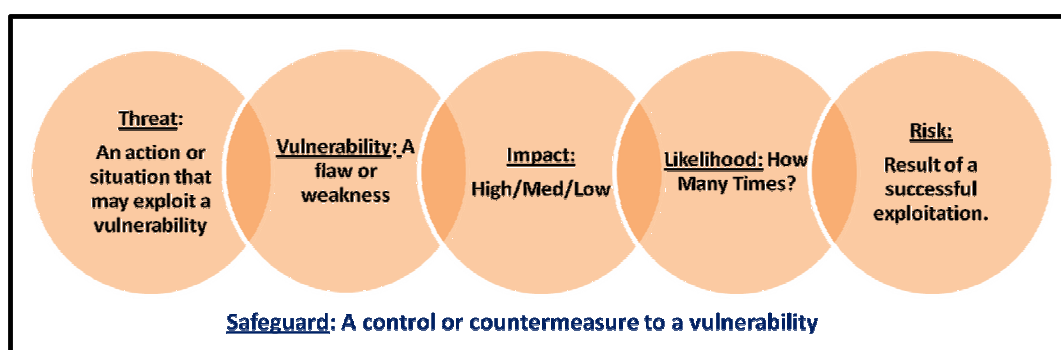 Threat:
An action or
situation that
may exploit a
vulnerability
Vulnerability: A
flaw or
weakness
Impact:
High/Med/Low
Likelihood: How
Many Times?
Risk:
Result of a
successful
exploitation.
Safeguard: A control or countermeasure to a vulnerability